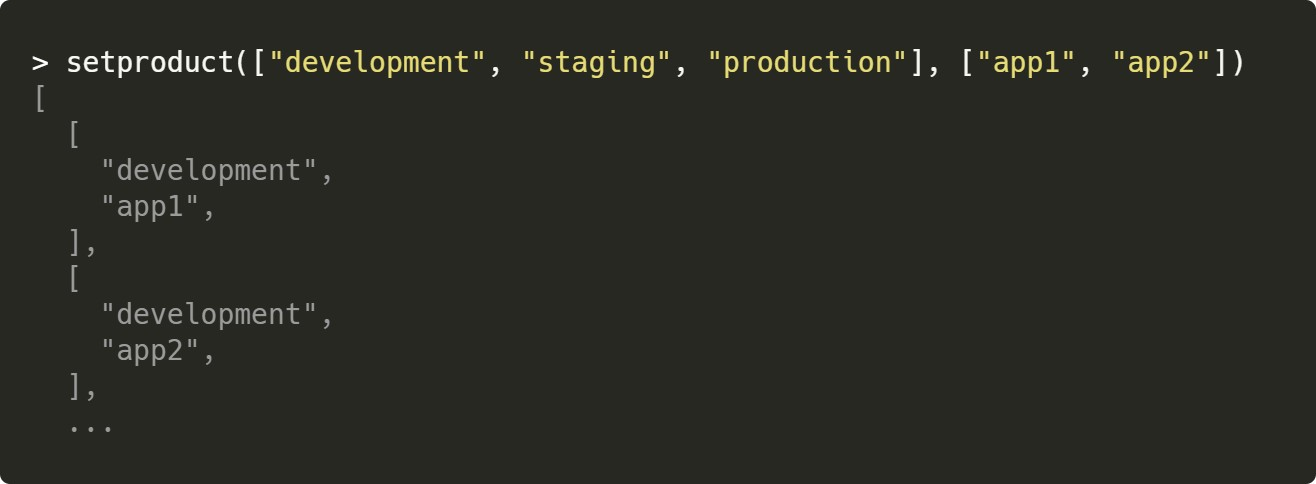 > setproduct(["development", "staging", "production"], ["app1", "app2"])
[
  [
    "development",
    "app1",
  ],
  [
    "development",
    "app2",
  ],
  ...